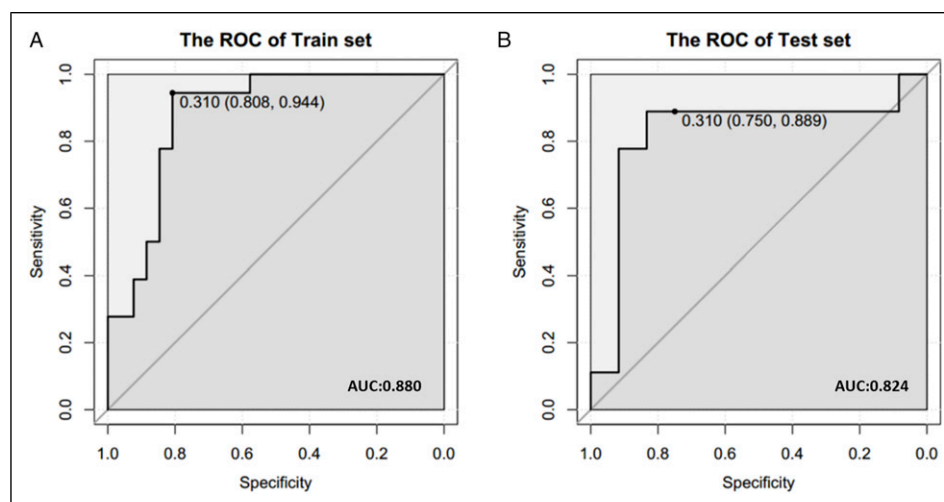 A
The ROC of Train set
Sensitivity
1.0
0.8
0.6
0.4
0.2
0.0
0.310 (0.808, 0.944)
AUC:0.880
1.0 0.8 0.6 0.4 0.2 0.0
Specificity
B
The ROC of Test set
Sensitivity
1.0
0.8
0.6
0.4
0.2
0.0
0.310 (0.750, 0.889)
AUC:0.824
1.0 0.8 0.6 0.4 0.2 0.0
Specificity